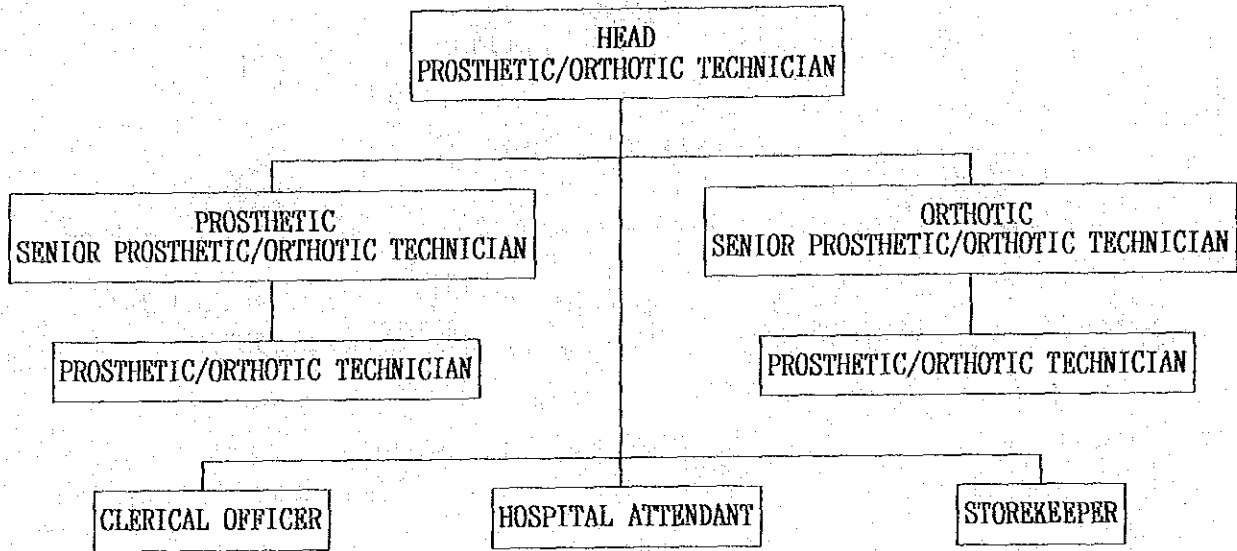 HEAD
PROSTHETIC/ORTHOTIC TECHNICIAN
PROSTHETIC
SENIOR PROSTHETIC/ORTHOTIC TECHNICIAN
ORTHOTIC
SENIOR PROSTHETIC/ORTHOTIC TECHNICIAN
PROSTHETIC/ORTHOTIC TECHNICIAN
PROSTHETIC/ORTHOTIC TECHNICIAN
CLERICAL OFFICER
HOSPITAL ATTENDANT
STOREKEEPER